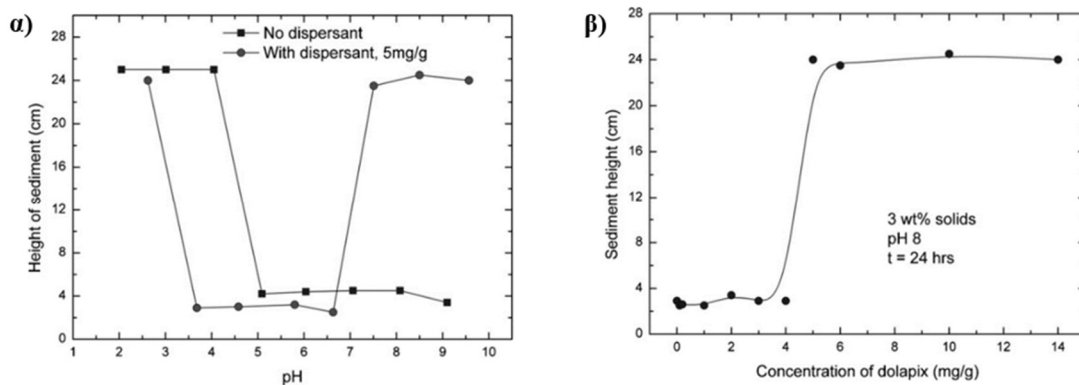 α)
No dispersant
With dispersant, 5mg/g
Height of sediment (cm)
28
24
20
16
12
8
4
0
1 2 3 4 5 6 7 8 9 10
pH
β)
Sediment height (cm)
28
24
20
16
12
8
4
0
3 wt% solids
pH 8
t = 24 hrs
0 2 4 6 8 10 12 14
Concentration of dolapix (mg/g)